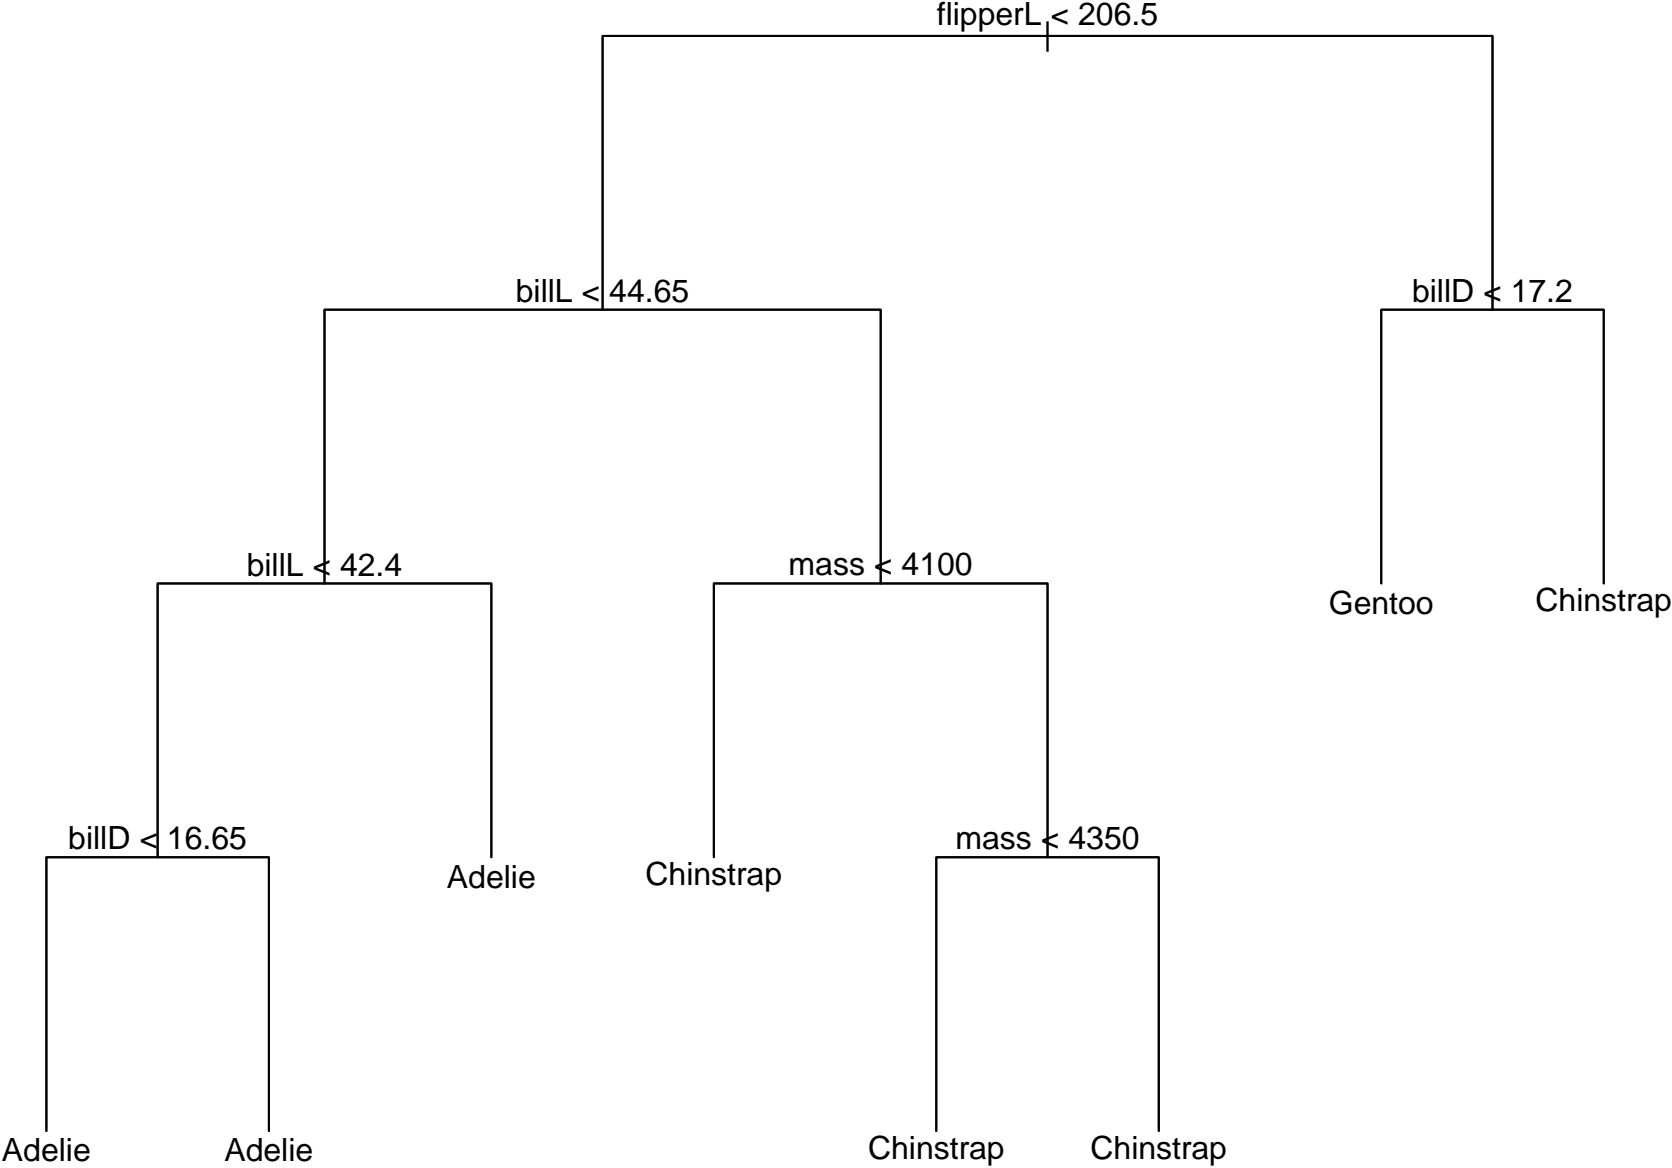 flipperL < 206.5
billL < 44.65
billD < 17.2
billL < 42.4
mass < 4100
Gentoo
Chinstrap
billD < 16.65
Adelie
Chinstrap
mass < 4350
Adelie
Adelie
Chinstrap
Chinstrap